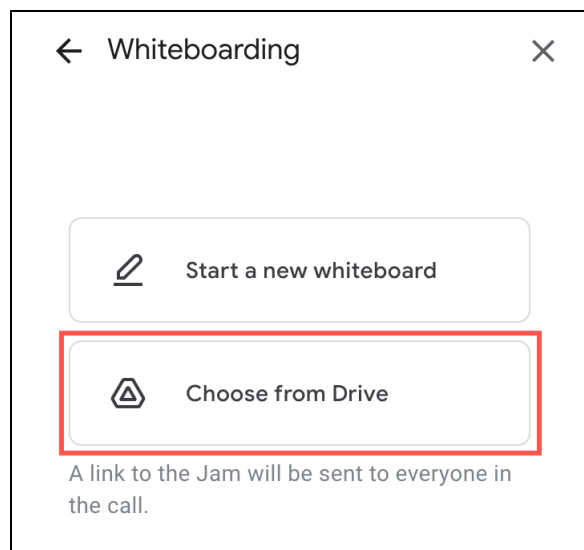 Whiteboarding
Start a new whiteboard
Choose from Drive
A link to the Jam will be sent to everyone in
the call.